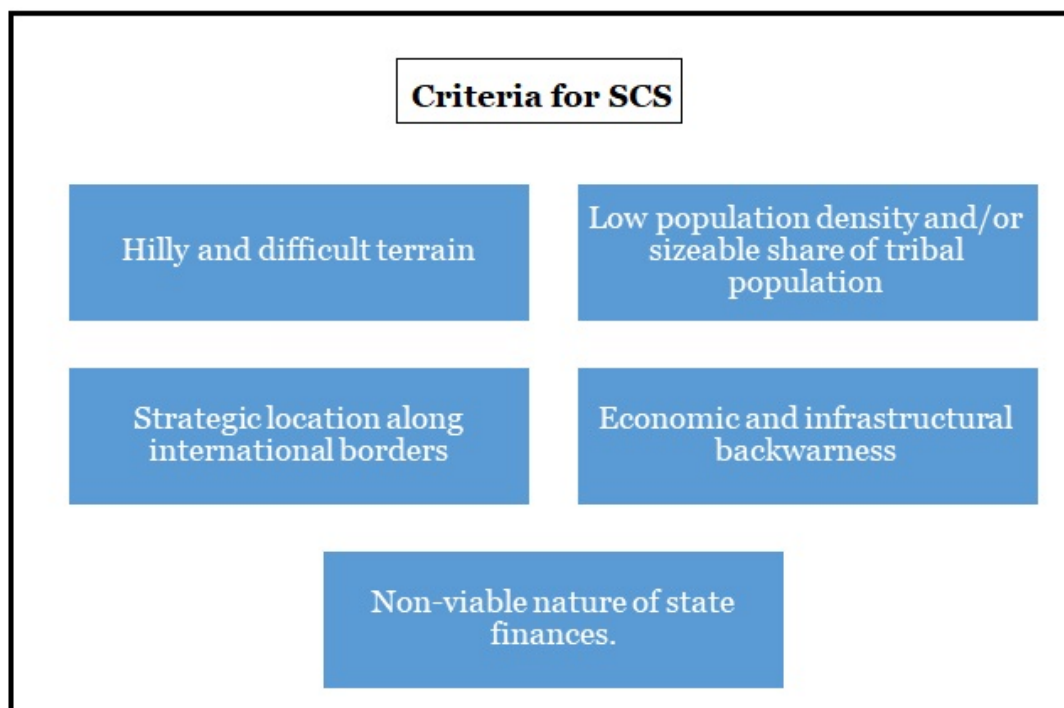 Criteria for SCS
Hilly and difficult terrain
Low population density and/or
sizeable share of tribal
population
Strategic location along
international borders
Economic and infrastructural
backwarness
Non-viable nature of state
finances.